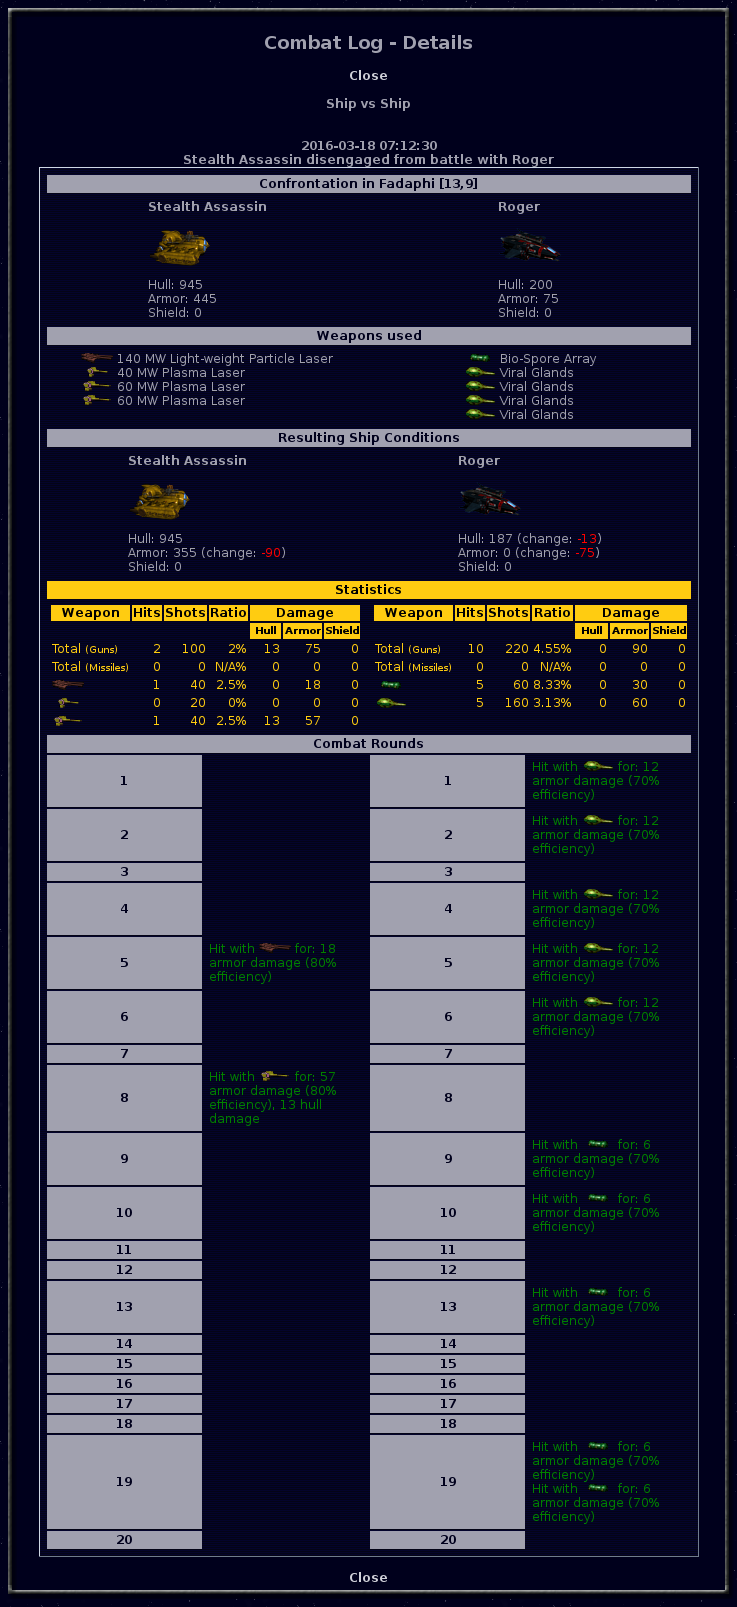 Combat Log - Details
Close
Ship vs Ship
2016-03-18 07:12:30
Stealth Assassin disengaged from battle with Roger
Confrontation in Fadaphi [13,9]
Stealth Assassin Roger
Hull: 945 Hull: 200
Armor: 445 Armor: 75
Shield: 0 Shield: 0
Weapons used
140 MW Light-weight Particle Laser Bio-Spore Array
40 MW Plasma Laser Viral Glands
60 MW Plasma Laser Viral Glands
60 MW Plasma Laser Viral Glands
Viral Glands
Resulting Ship Conditions
Stealth Assassin Roger
Hull: 945 Hull: 187 (change: -13)
Armor: 355 (change: -90) Armor: 0 (change: -75)
Shield: 0 Shield: 0
Statistics
Weapon Hits Shots Ratio Damage Weapon Hits Shots Ratio Damage
Hull Armor Shield Hull Armor Shield
Total (Guns) 2 100 2% 13 75 0 Total (Guns) 10 220 4.55% 0 90 0
Total (Missiles) 0 0 N/A% 0 0 0 Total (Missiles) 0 0 N/A% 0 0 0
1 40 2.5% 0 18 0 5 60 8.33% 0 30 0
0 20 0% 0 0 0 5 160 3.13% 0 60 0
1 40 2.5% 13 57 0
Combat Rounds
1 1 Hit with for: 12
armor damage (70%
efficiency)
2 2 Hit with for: 12
armor damage (70%
efficiency)
3 3
4 4 Hit with for: 12
armor damage (70%
efficiency)
5 Hit with for: 18
armor damage (80%
efficiency)
5 Hit with for: 12
armor damage (70%
efficiency)
6 6 Hit with for: 12
armor damage (70%
efficiency)
7 7
8 Hit with for: 57
armor damage (80%
efficiency), 13 hull
damage
8
9 9 Hit with for: 6
armor damage (70%
efficiency)
10 10 Hit with for: 6
armor damage (70%
efficiency)
11 11
12 12
13 13 Hit with for: 6
armor damage (70%
efficiency)
14 14
15 15
16 16
17 17
18 18
19 19 Hit with for: 6
armor damage (70%
efficiency)
Hit with for: 6
armor damage (70%
efficiency)
20 20
Close